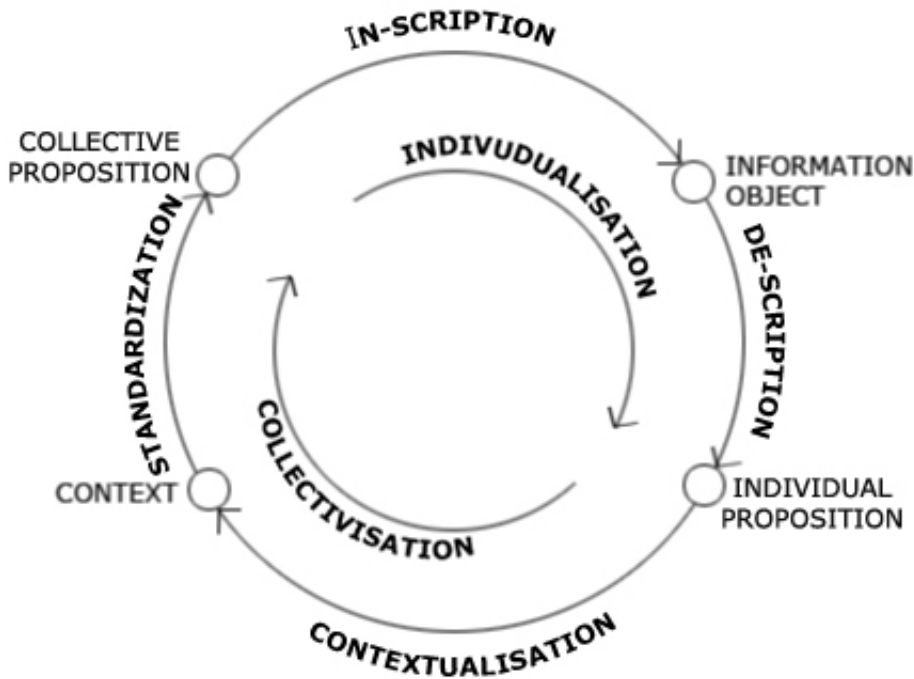 IN-SCRIPTION
COLLECTIVE
PROPOSITION
INDIVUDUALISATION
INFORMATION
OBJECT
STANDARDIZATION
DE-SCRIPTION
COLLECTIVISATION
CONTEXT
INDIVIDUAL
PROPOSITION
CONTEXTUALISATION